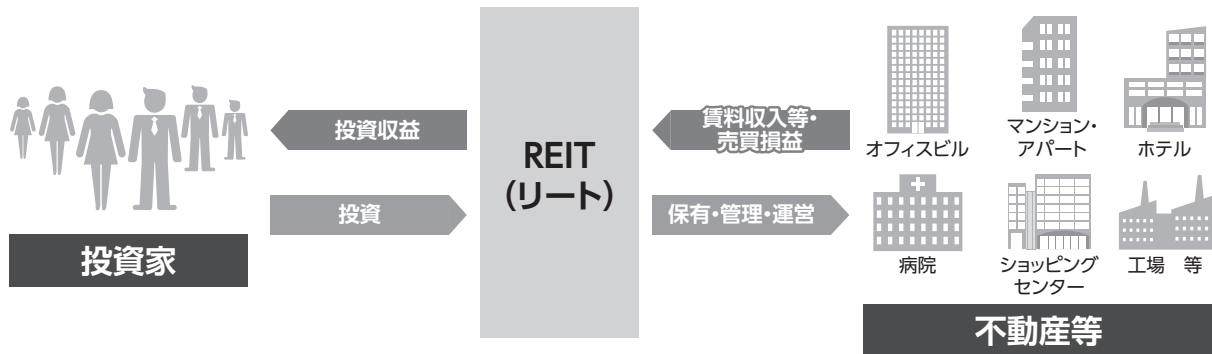 投資家
投資収益
投資
REIT
(リート)
賃料収入等・
売買損益
保有・管理・運営
オフィスビル
マンション・
アパート
ホテル
病院
ショッピング
センター
工場　等
不動産等